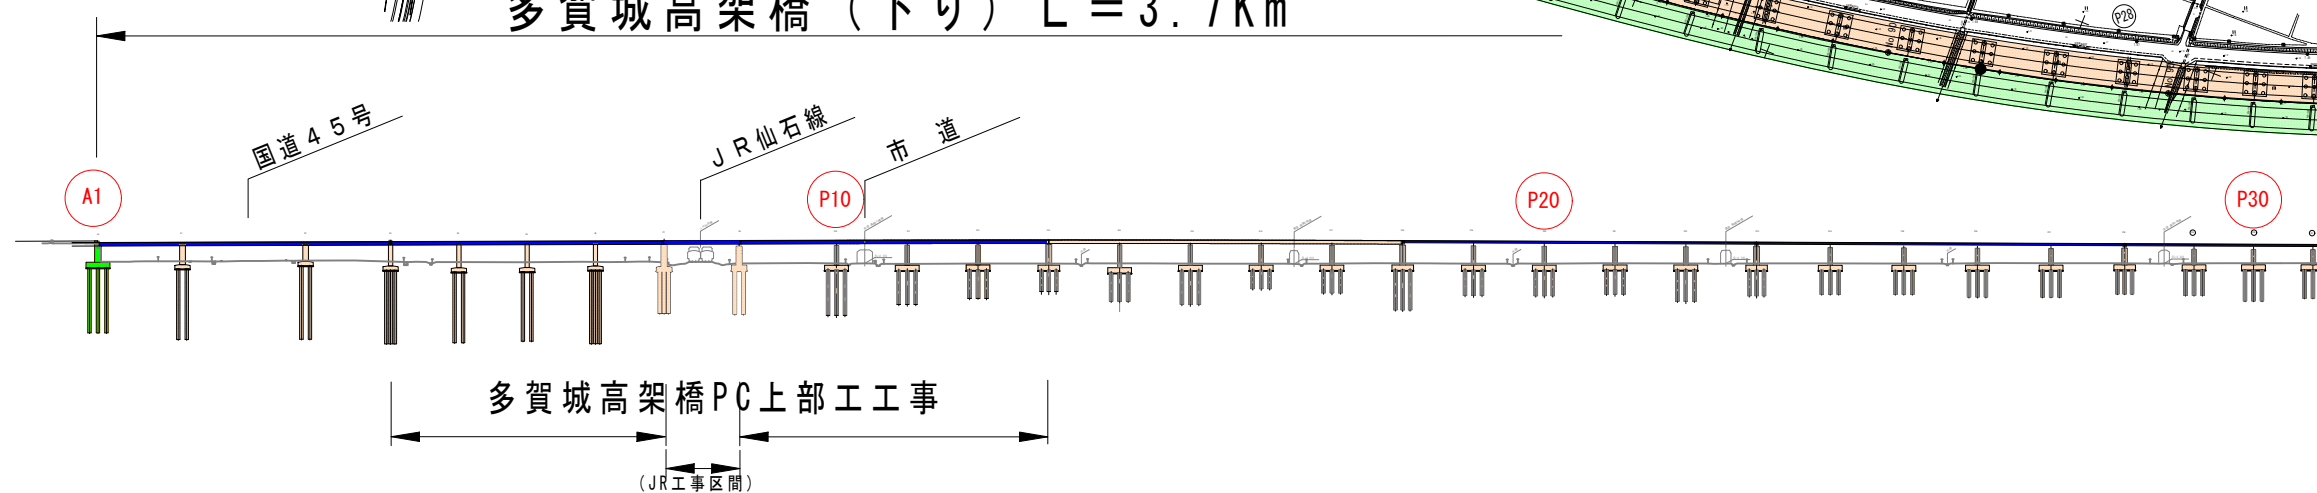 多賀城高架橋（下り）L＝3.7Km
P28
国道４５号
ＪＲ仙石線
市　道
A1
P10
P20
P30
多賀城高架橋PC上部工工事
(JR工事区間)